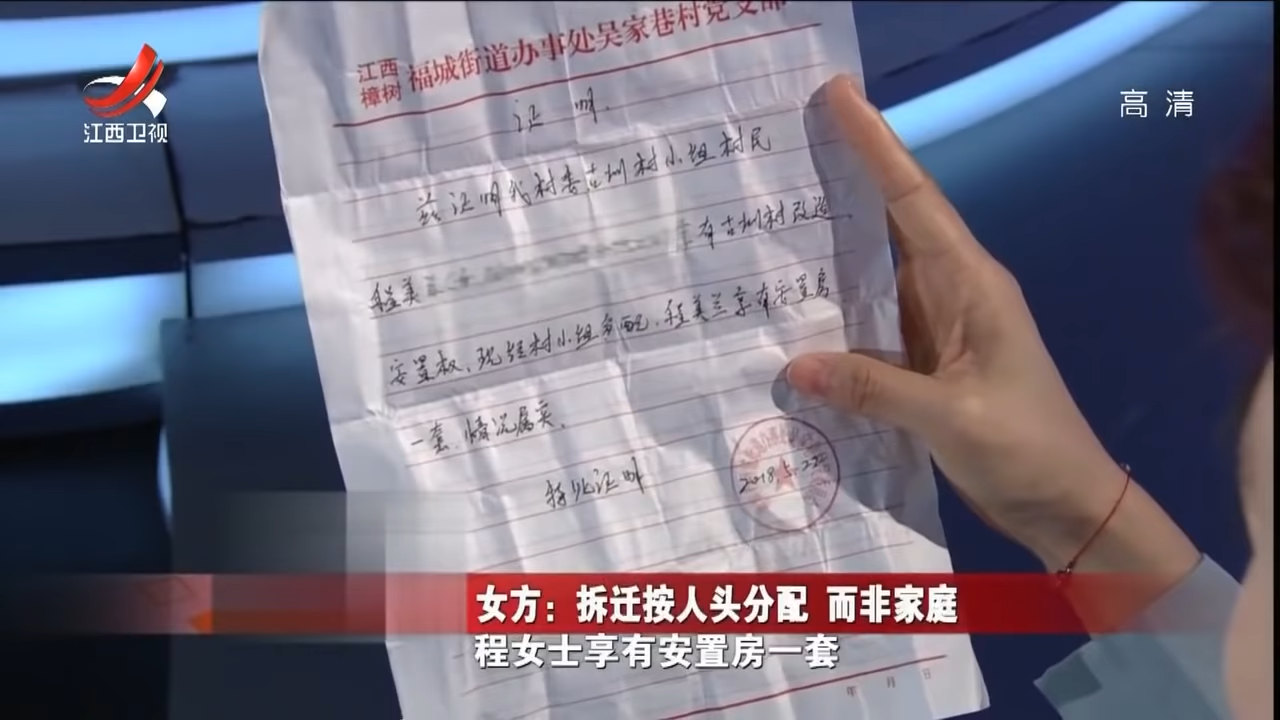 江西卫视
高清
江西
樟树
福城街道办事处吴家巷村党支部
证明.
兹证明我村委古圳村小组村民
程美 有古圳村改造
安置权、现经村小组分配、程美兰享有安置房
一套.情况属实.
特此证明
2018.5.22
女方：拆迁按人头分配 而非家庭
程女士享有安置房一套
年 月 日